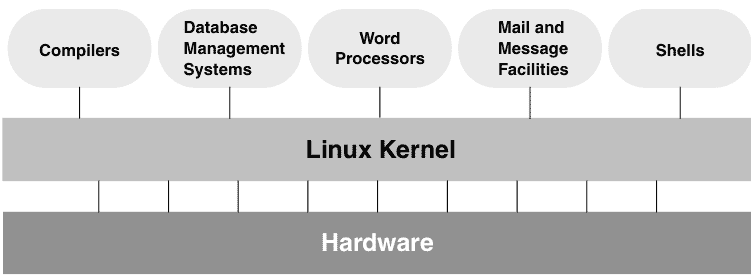 Compilers
Database
Management
Systems
Word
Processors
Mail and
Message
Facilities
Shells
Linux Kernel
Hardware